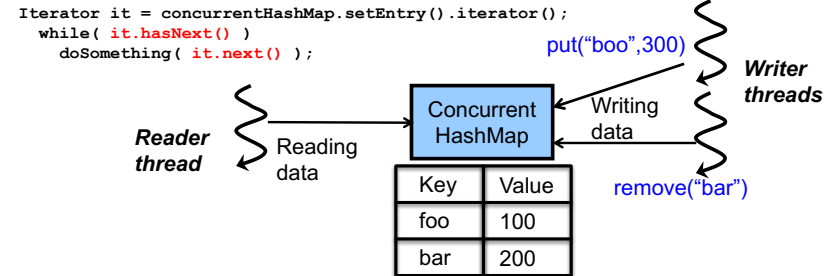 Iterator it = concurrentHashMap.setEntry().iterator();
while( it.hasNext() )
doSomething( it.next() );
put(“boo”,300)
Writer
threads
Concurrent
HashMap
Writing
data
Reader
thread
Reading
data
remove(“bar”)
Key Value
foo 100
bar 200